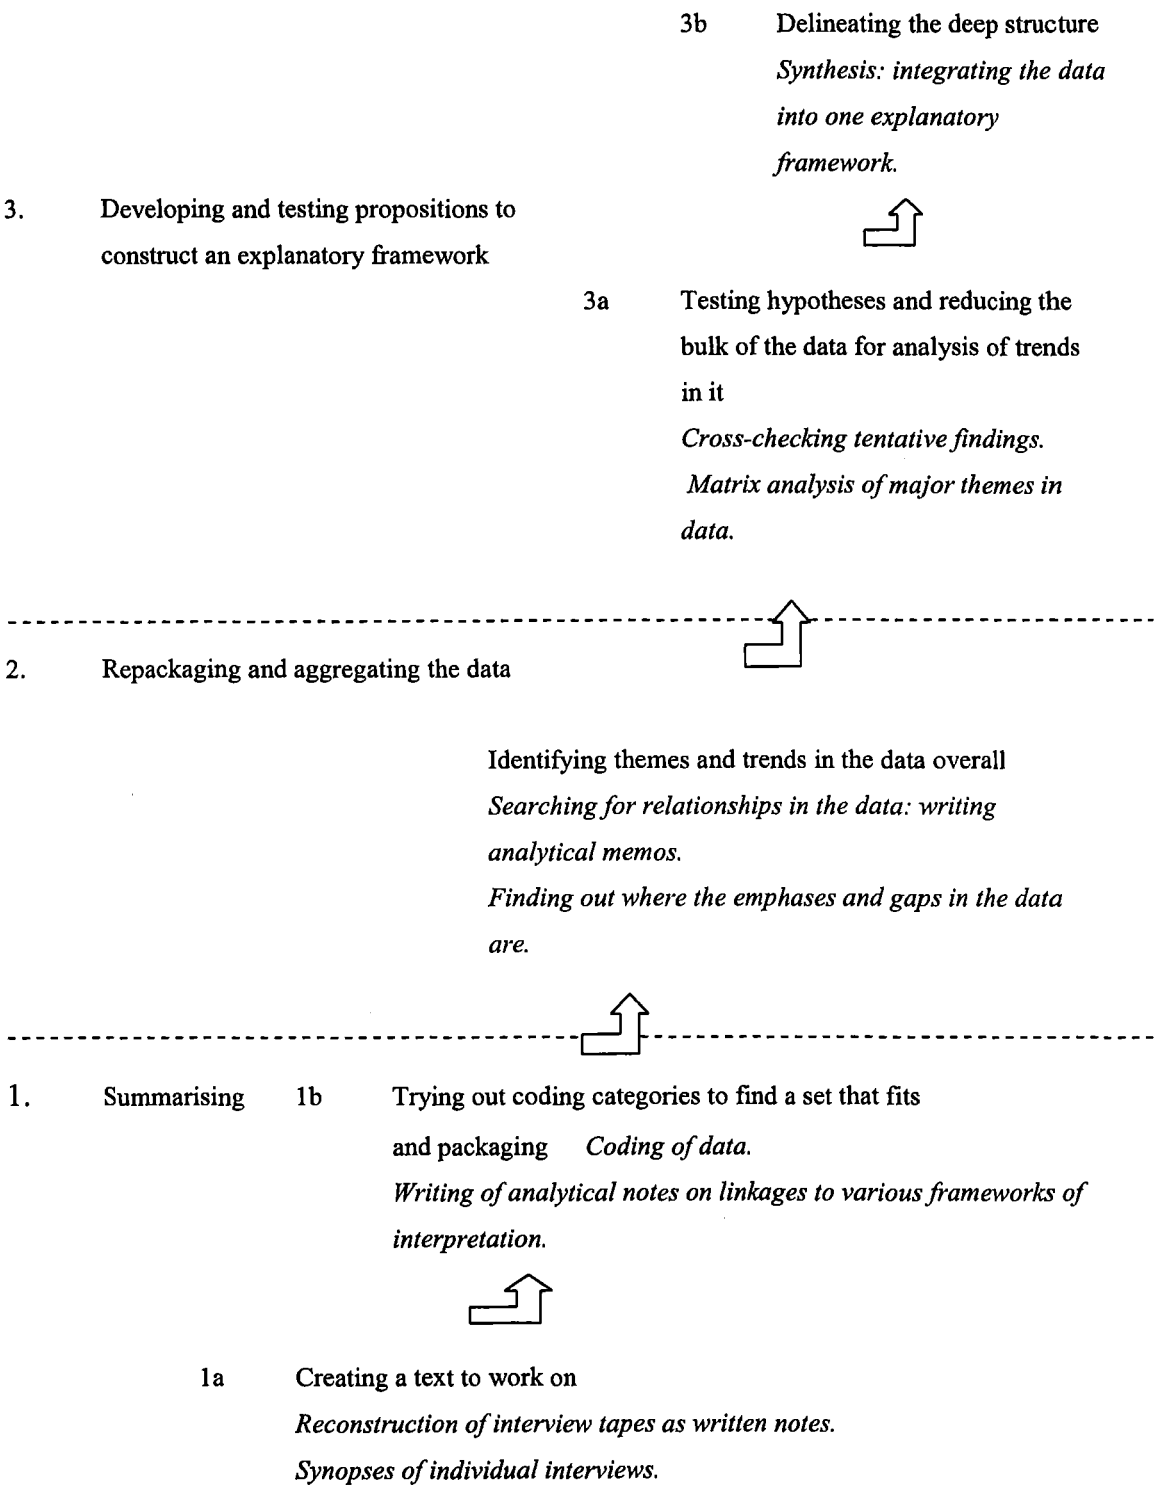 3b Delineating the deep structure
Synthesis: integrating the data
into one explanatory
framework.
3. Developing and testing propositions to
construct an explanatory framework
3a Testing hypotheses and reducing the
bulk of the data for analysis of trends
in it
Cross-checking tentative findings.
Matrix analysis of major themes in
data.
2. Repackaging and aggregating the data
Identifying themes and trends in the data overall
Searching for relationships in the data: writing
analytical memos.
Finding out where the emphases and gaps in the data
are.
1. Summarising 1b Trying out coding categories to find a set that fits
and packaging Coding of data.
Writing of analytical notes on linkages to various frameworks of
interpretation.
1a Creating a text to work on
Reconstruction of interview tapes as written notes.
Synopses of individual interviews.